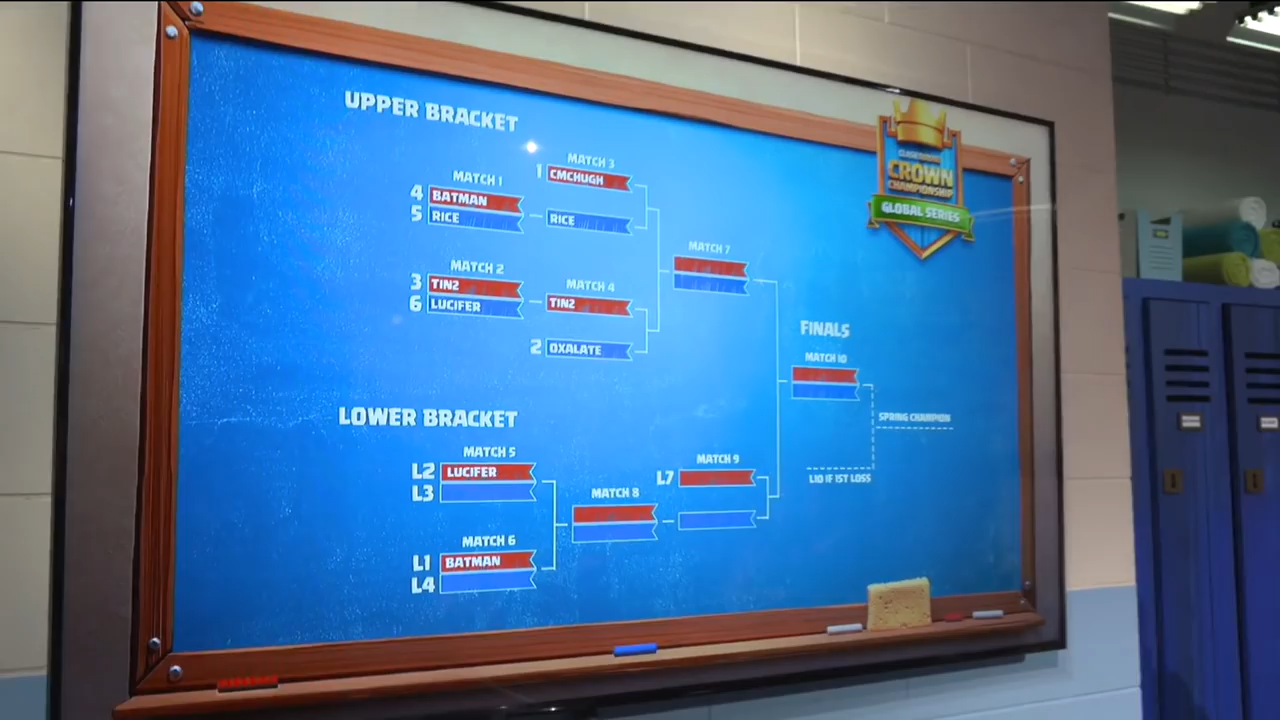 UPPER BRACKET
MATCH 1
4 BATMAN
5 RICE
MATCH 2
3 TIN2
6 LUCIFER
MATCH 3
1 CMCHUGH
RICE
MATCH 4
TIN2
2 OXALATE
MATCH 7
CLASH ROYALE
CROWN
CHAMPIONSHIP
GLOBAL SERIES
FINALS
MATCH 10
SPRING CHAMPION
L10 IF 1ST LOSS
LOWER BRACKET
MATCH 5
L2 LUCIFER
L3
MATCH 6
L1 BATMAN
L4
MATCH 8
MATCH 9
L7